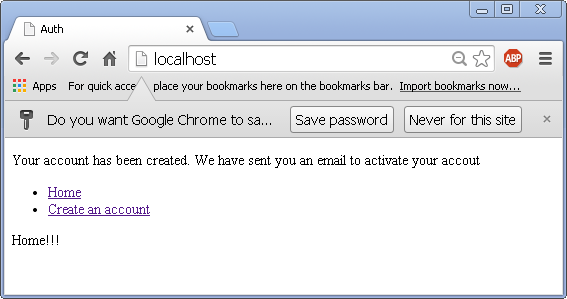 Auth
localhost
ABP
Apps For quick acce place your bookmarks here on the bookmarks bar. Import bookmarks now...
Do you want Google Chrome to sa... Save password Never for this site
Your account has been created. We have sent you an email to activate your accout
Home
Create an account
Home!!!